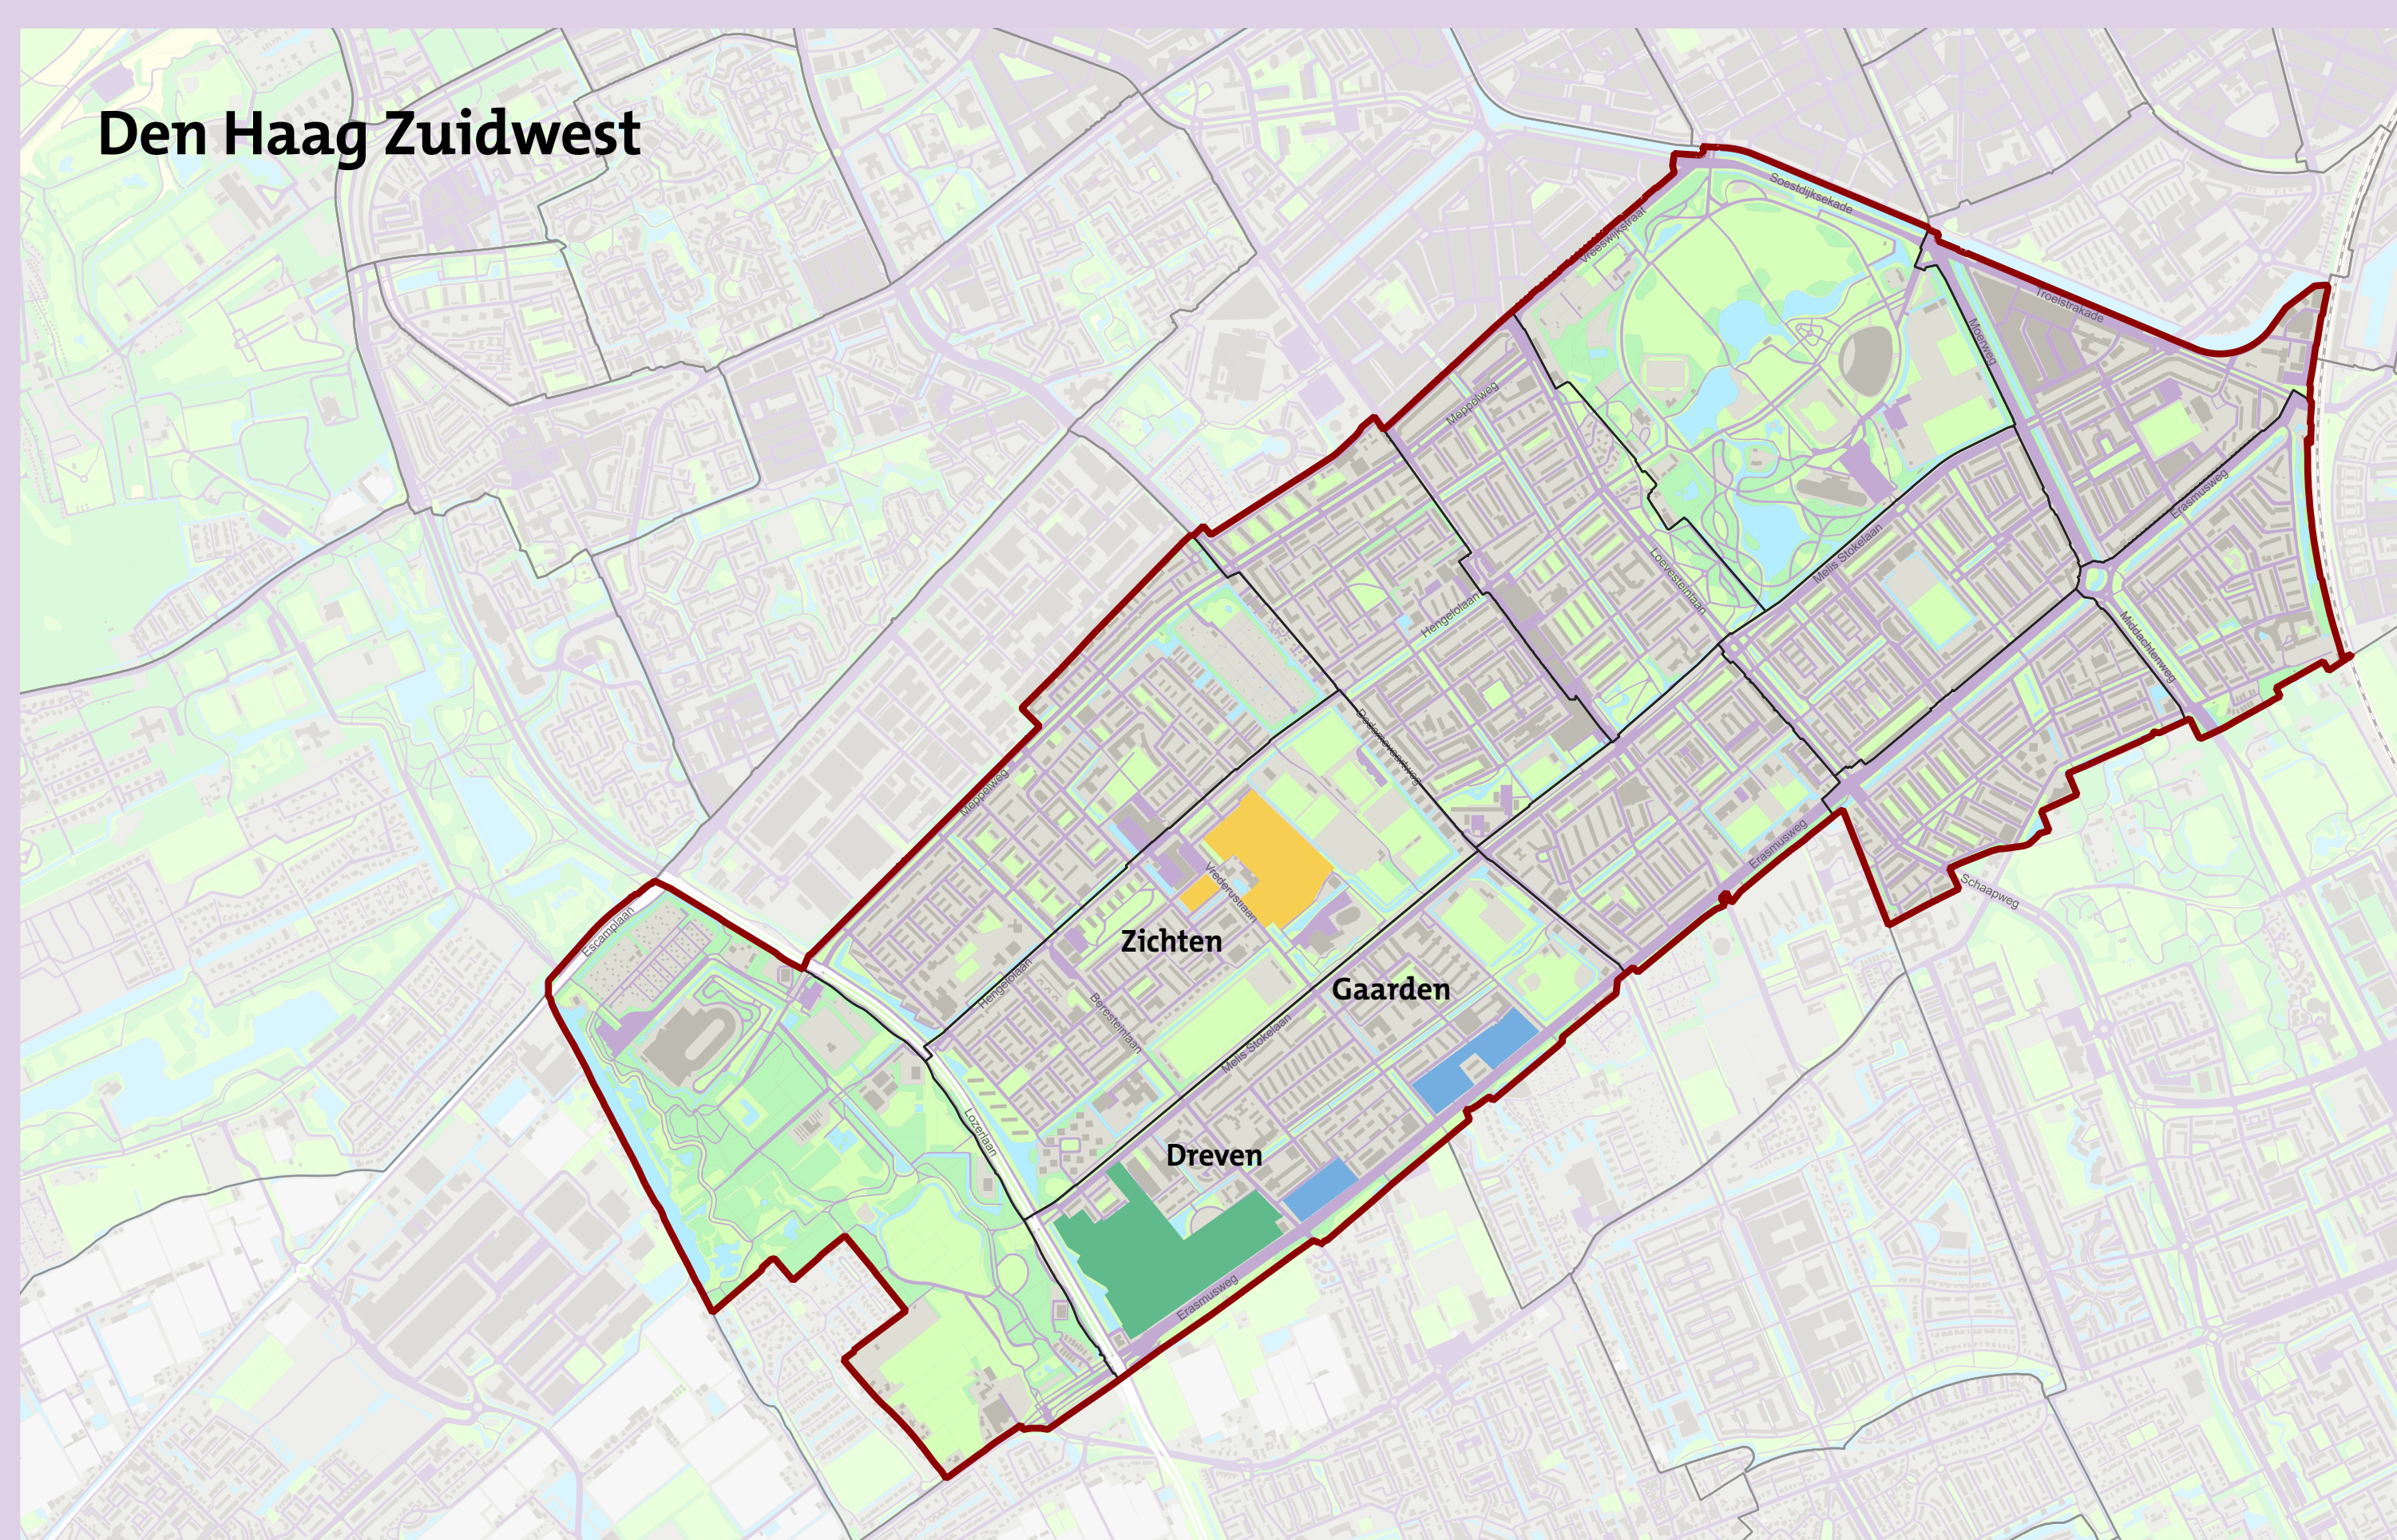 Den Haag Zuidwest
Soestdijksekade
Vreeswijkstraat
Troelstrakade
Moerweg
Meppelweg
Erasmusweg
Loevesteinlaan
Melis Stokelaan
Hengelolaan
Middachtenweg
Dedemsvaartweg
Meppelweg
Erasmusweg
Vrederustlaan
Schaapweg
Escamplaan
Zichten
Hengelolaan
Gaarden
Beresteinlaan
Melis Stokelaan
Lozerlaan
Dreven
Erasmusweg